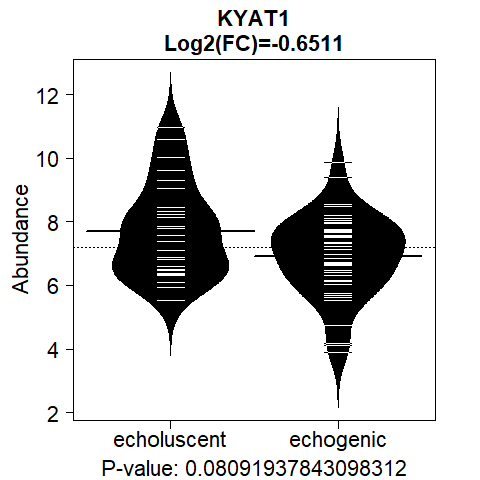 KYAT1
Log2(FC)=-0.6511
Abundance
12
10
8
6
4
2
echoluscent echogenic
P-value: 0.08091937843098312